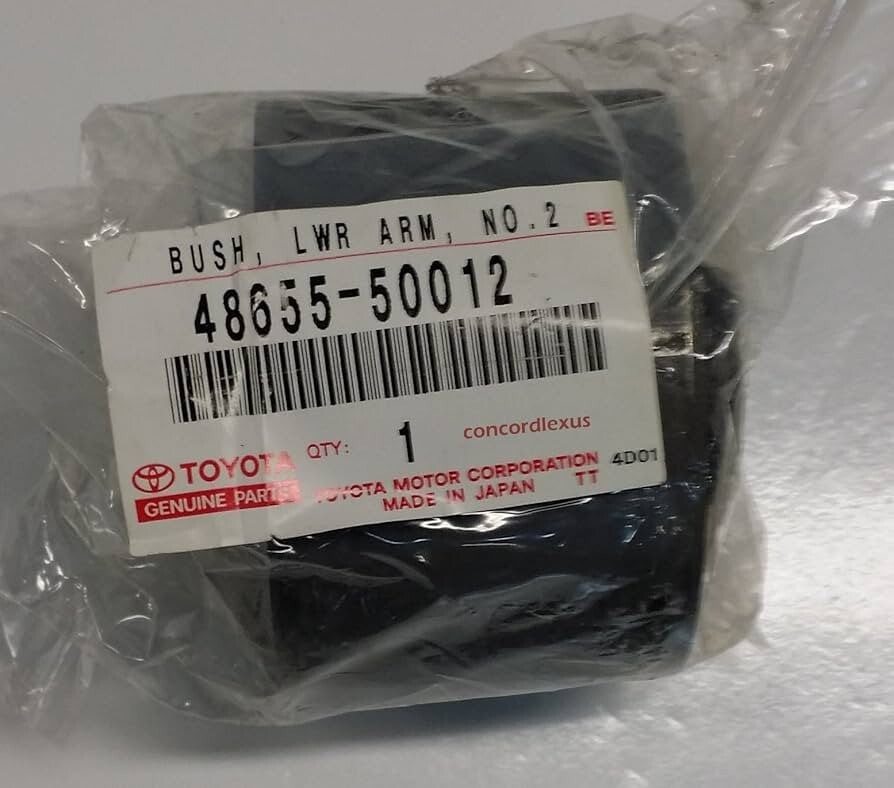 BUSH, LWR ARM, NO.2 BE
48655-50012
QTY: 1
concordlexus
TOYOTA
GENUINE PARTS
TOYOTA MOTOR CORPORATION 4D01
MADE IN JAPAN TT